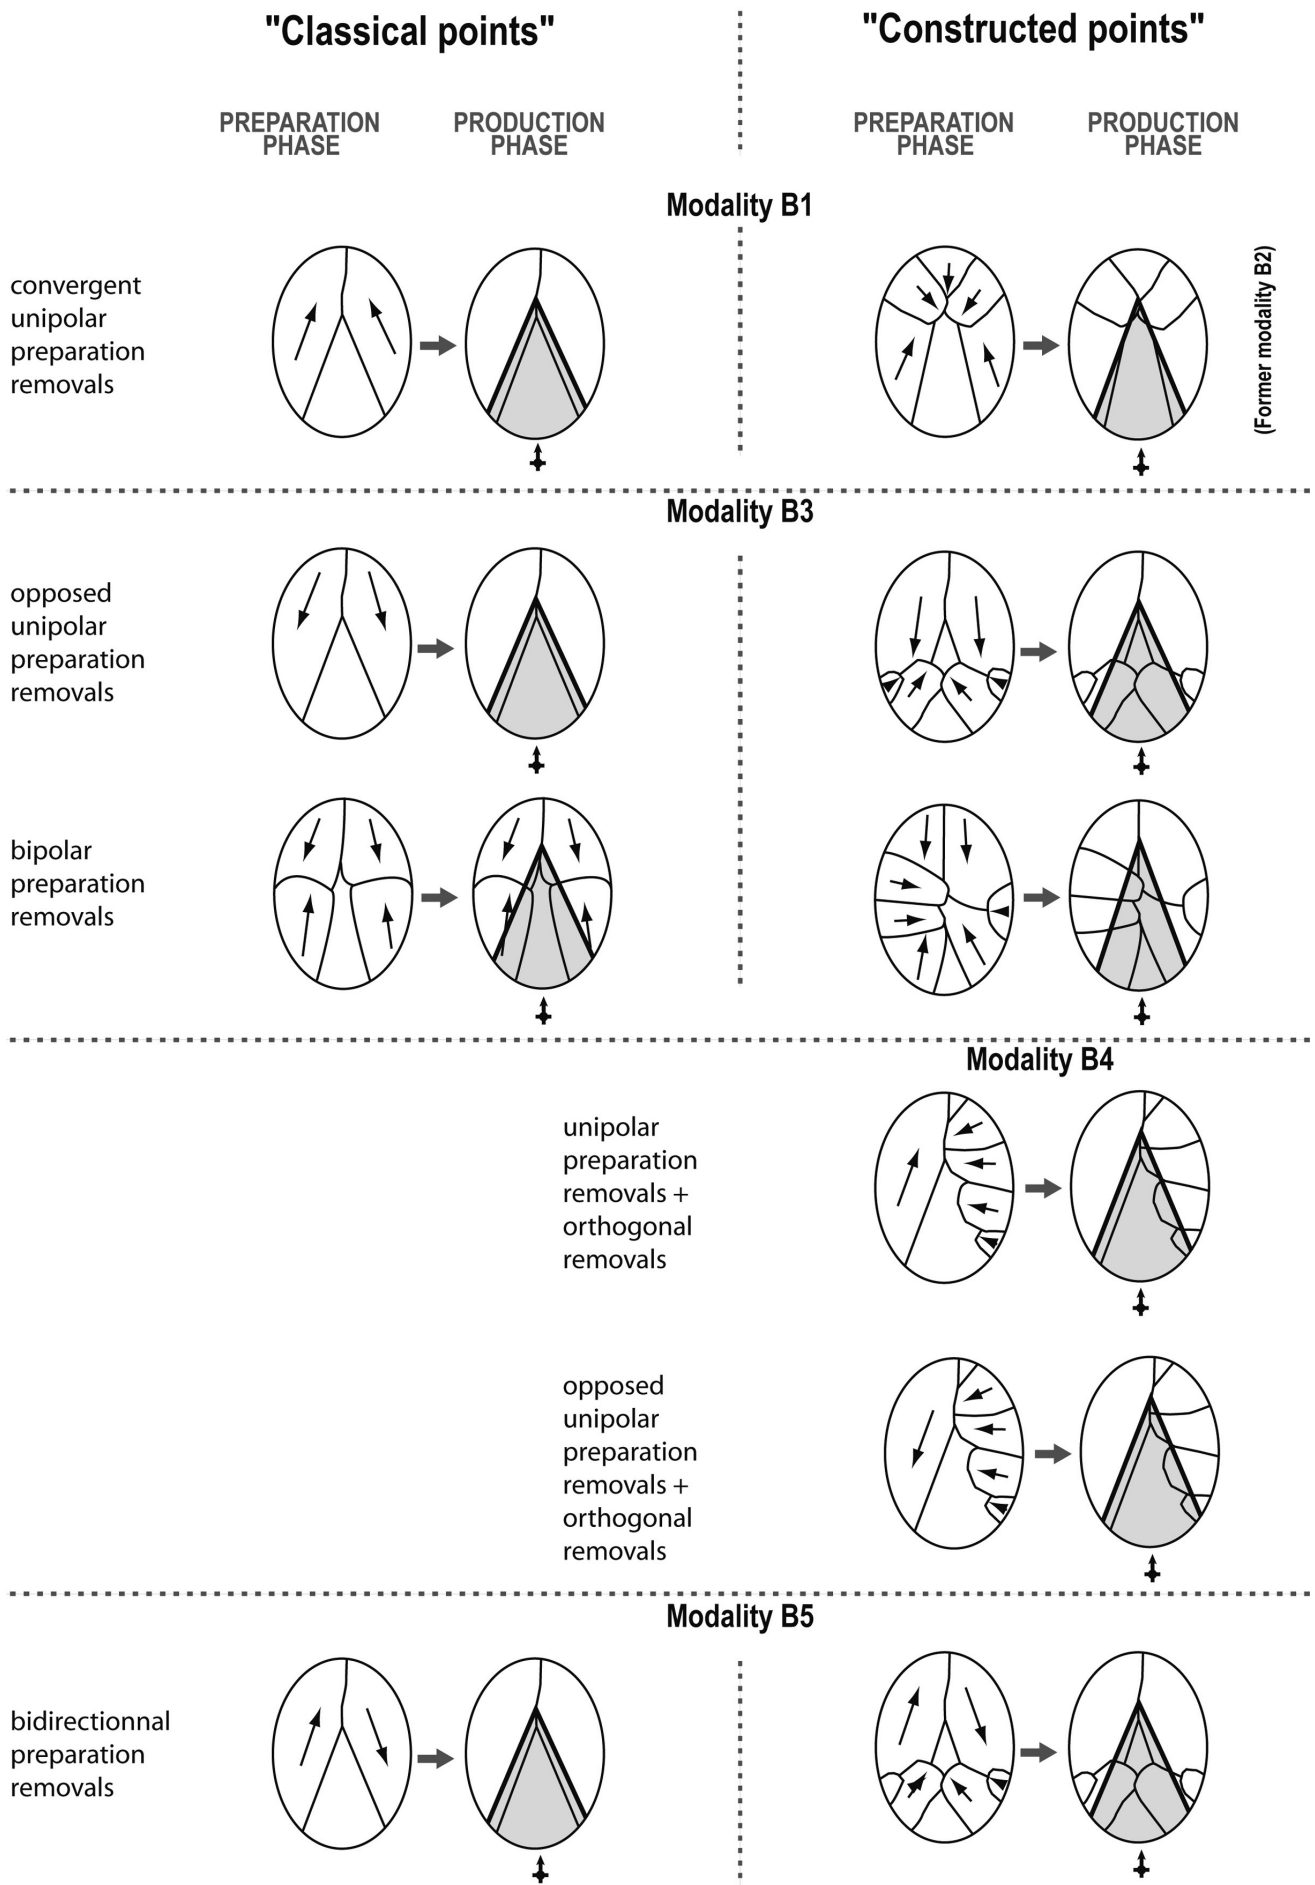 "Classical points"
"Constructed points"
PREPARATION
PHASE
PRODUCTION
PHASE
PREPARATION
PHASE
PRODUCTION
PHASE
Modality B1
convergent
unipolar
preparation
removals
(Former modality B2)
Modality B3
opposed
unipolar
preparation
removals
bipolar
preparation
removals
Modality B4
unipolar
preparation
removals +
orthogonal
removals
opposed
unipolar
preparation
removals +
orthogonal
removals
Modality B5
bidirectionnal
preparation
removals